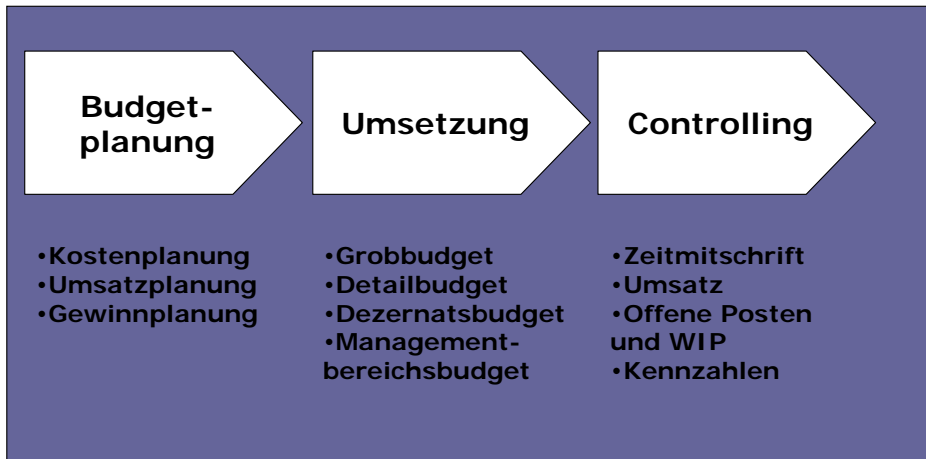 Budget-
planung
Umsetzung
Controlling
•Kostenplanung
•Umsatzplanung
•Gewinnplanung
•Grobbudget
•Detailbudget
•Dezernatsbudget
•Management-
bereichsbudget
•Zeitmitschrift
•Umsatz
•Offene Posten
und WIP
•Kennzahlen